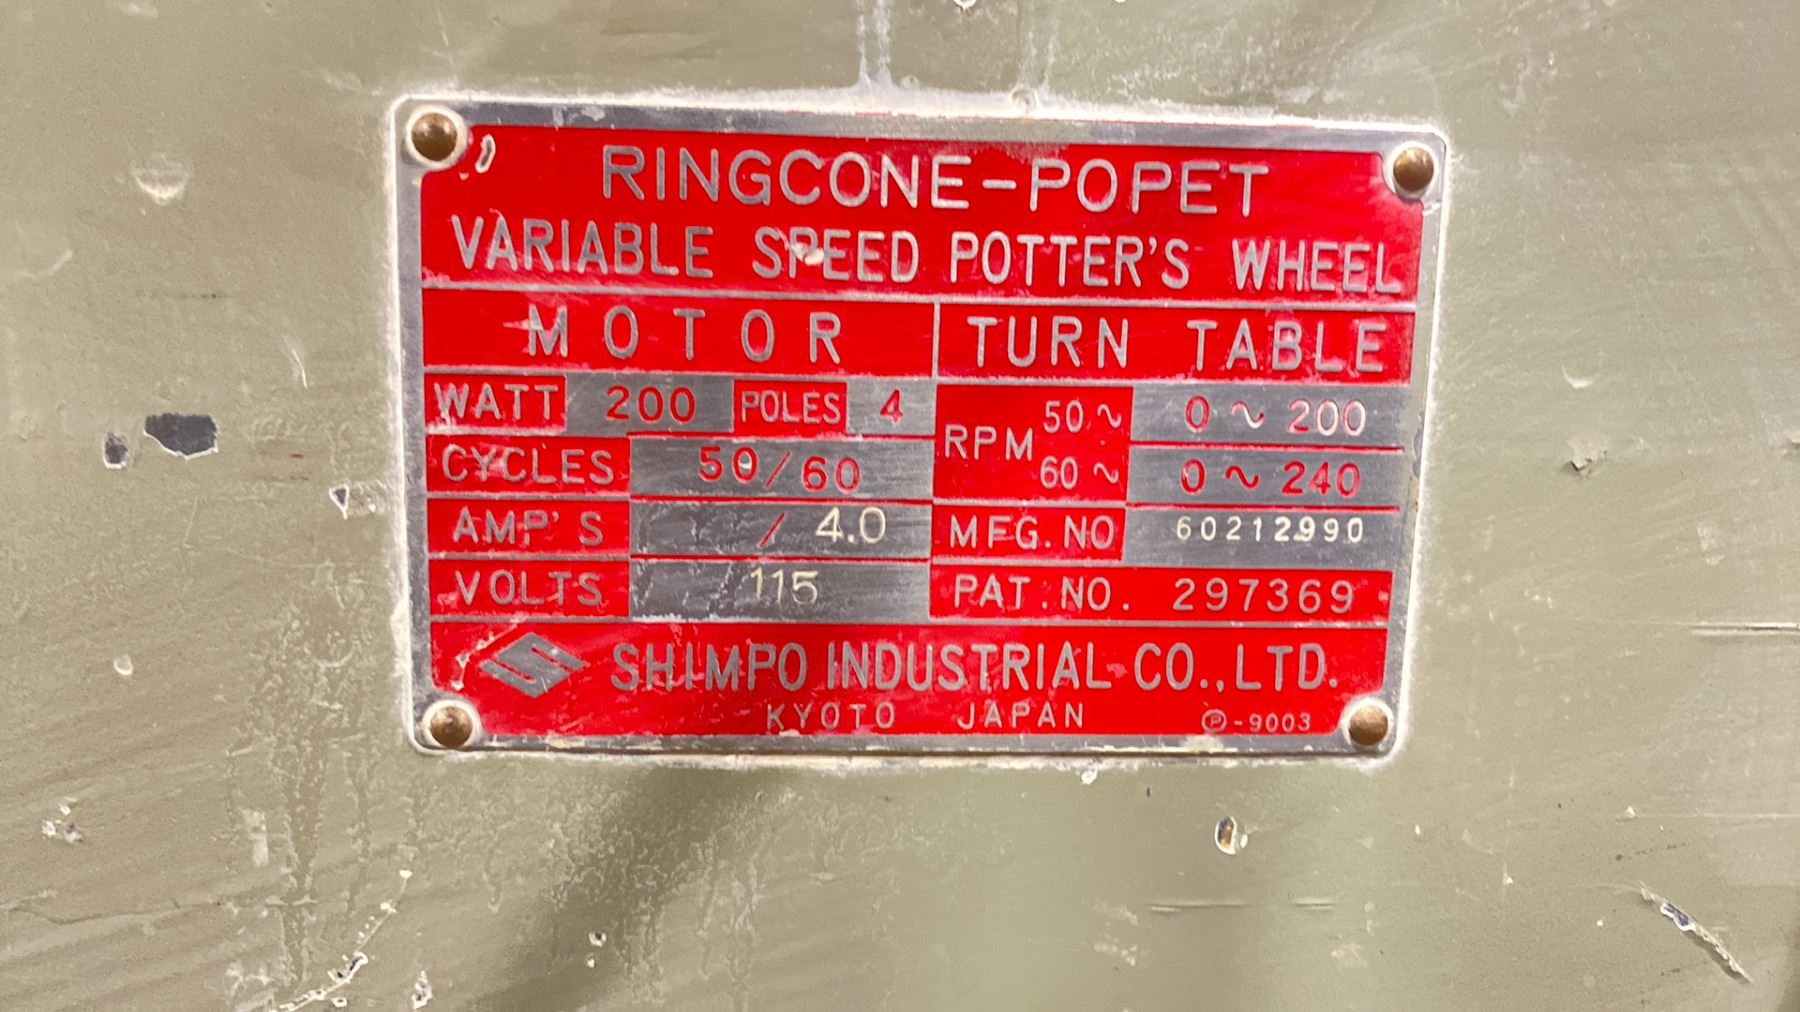 RINGCONE-POPET
VARIABLE SPEED POTTER'S WHEEL
MOTOR
WATT 200 POLES 4
CYCLES 50/60
AMP'S / 4.0
VOLTS 115
TURN TABLE
RPM 50~ 0~200
60~ 0~240
MFG.NO 60212990
PAT.NO. 297369
SHIMPO INDUSTRIAL CO.,LTD.
KYOTO JAPAN Ⓟ-9003